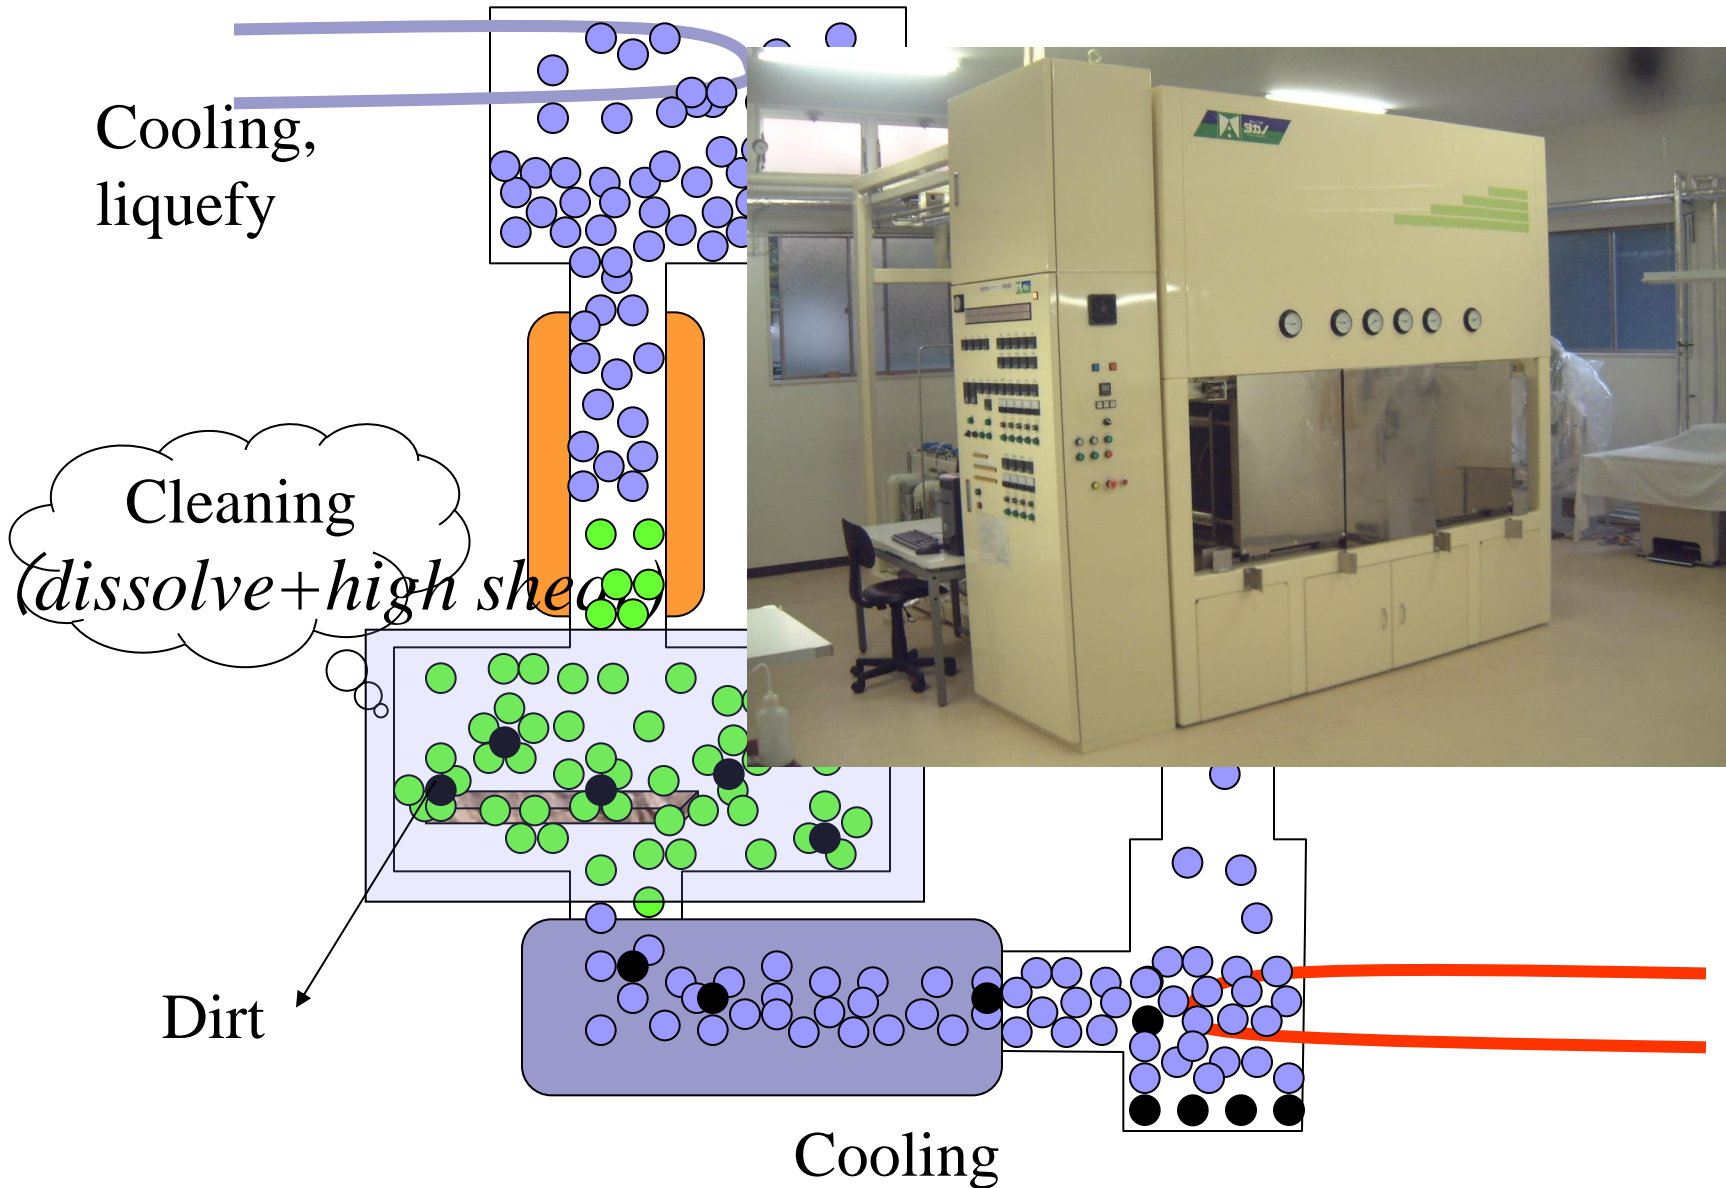 Cooling,
liquefy
Cleaning
(dissolve+high shear)
Dirt
Cooling